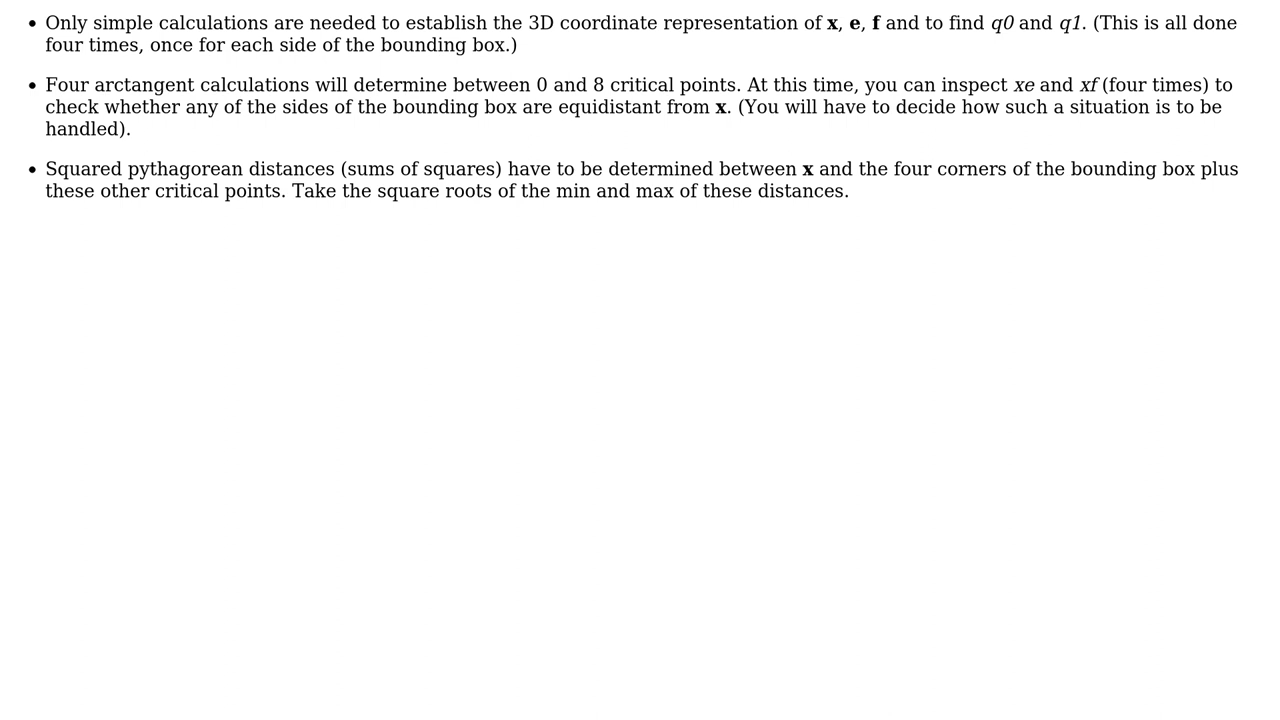 • Only simple calculations are needed to establish the 3D coordinate representation of x, e, f and to find q0 and q1. (This is all done
four times, once for each side of the bounding box.)
• Four arctangent calculations will determine between 0 and 8 critical points. At this time, you can inspect xe and xf (four times) to
check whether any of the sides of the bounding box are equidistant from x. (You will have to decide how such a situation is to be
handled).
• Squared pythagorean distances (sums of squares) have to be determined between x and the four corners of the bounding box plus
these other critical points. Take the square roots of the min and max of these distances.